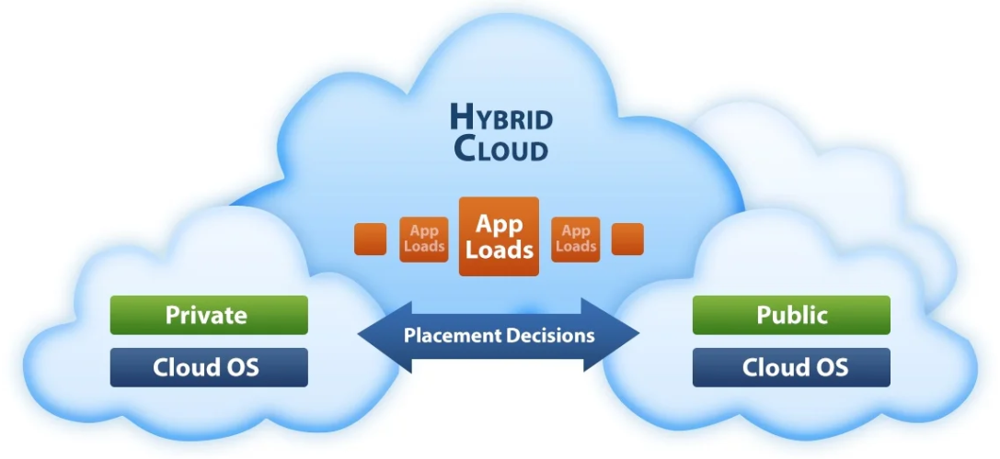 HYBRID
CLOUD
App
Loads
App
Loads
App
Loads
Private
Cloud OS
Placement Decisions
Public
Cloud OS